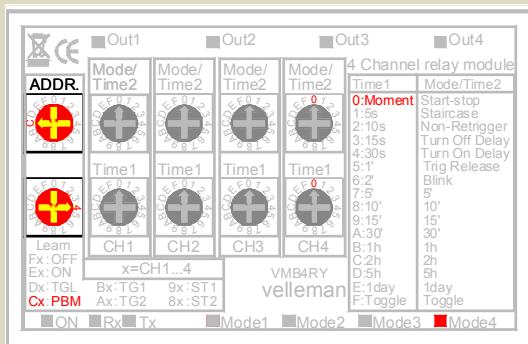 Out1 Out2 Out3 Out4
4 Channel relay module
ADDR. Mode/Time2 Mode/Time2 Mode/Time2 Mode/Time2
Time1 Mode/Time2
0:Moment Start-stop
1:5s Staircase
2:10s Non-Retrigger
3:15s Turn Off Delay
4:30s Turn On Delay
5:1' Trig Release
6:2' Blink
7:5' 5'
8:10' 10'
9:15' 15'
A:30' 30'
B:1h 1h
C:2h 2h
D:5h 5h
E:1day 1day
F:Toggle Toggle
Time1 Time1 Time1 Time1
Learn CH1 CH2 CH3 CH4
Fx:OFF
Ex:ON x=CH1...4
Dx:TGL Bx:TG1 9x:ST1
Cx:PBM Ax:TG2 8x:ST2
VMB4RY
velleman
ON Rx Tx Mode1 Mode2 Mode3 Mode4